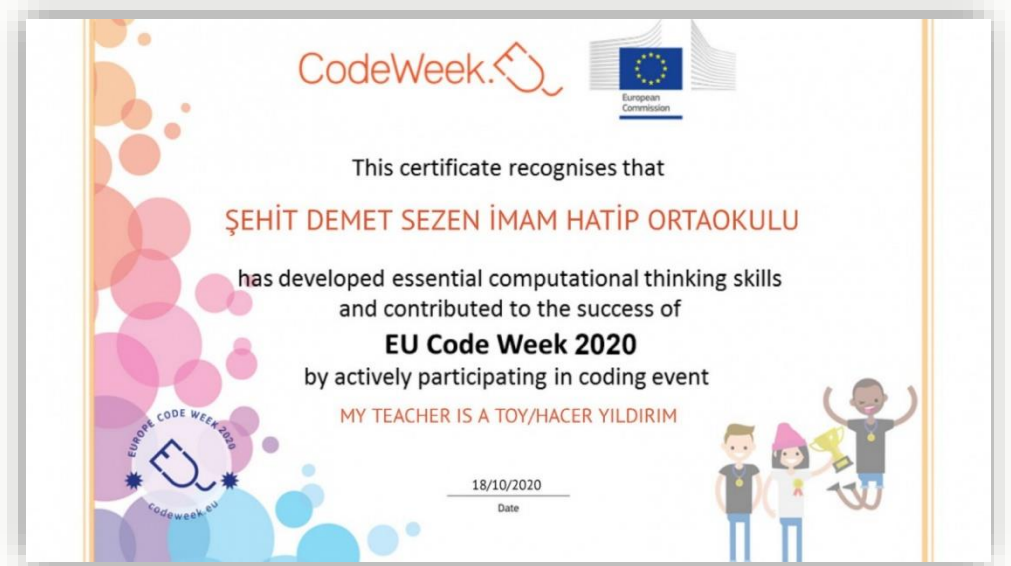 CodeWeek.
European
Commission
This certificate recognises that
ŞEHİT DEMET SEZEN İMAM HATİP ORTAOKULU
has developed essential computational thinking skills
and contributed to the success of
EU Code Week 2020
by actively participating in coding event
MY TEACHER IS A TOY/HACER YILDIRIM
EUROPE CODE WEEK 2020
codeweek.eu
18/10/2020
Date